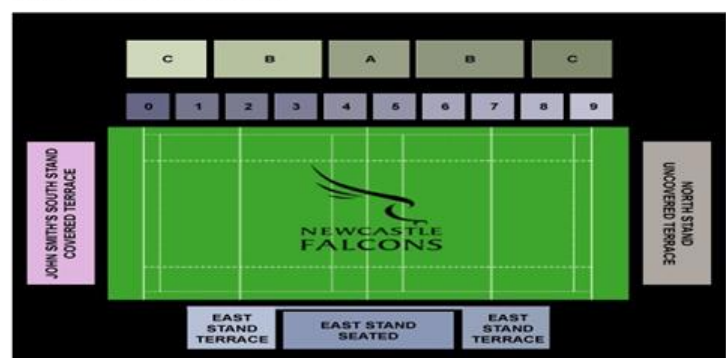 C B A B C
0 1 2 3 4 5 6 7 8 9
JOHN SMITH'S SOUTH STAND
COVERED TERRACE
NEWCASTLE
FALCONS
NORTH STAND
UNCOVERED TERRACE
EAST
STAND
TERRACE
EAST STAND
SEATED
EAST
STAND
TERRACE